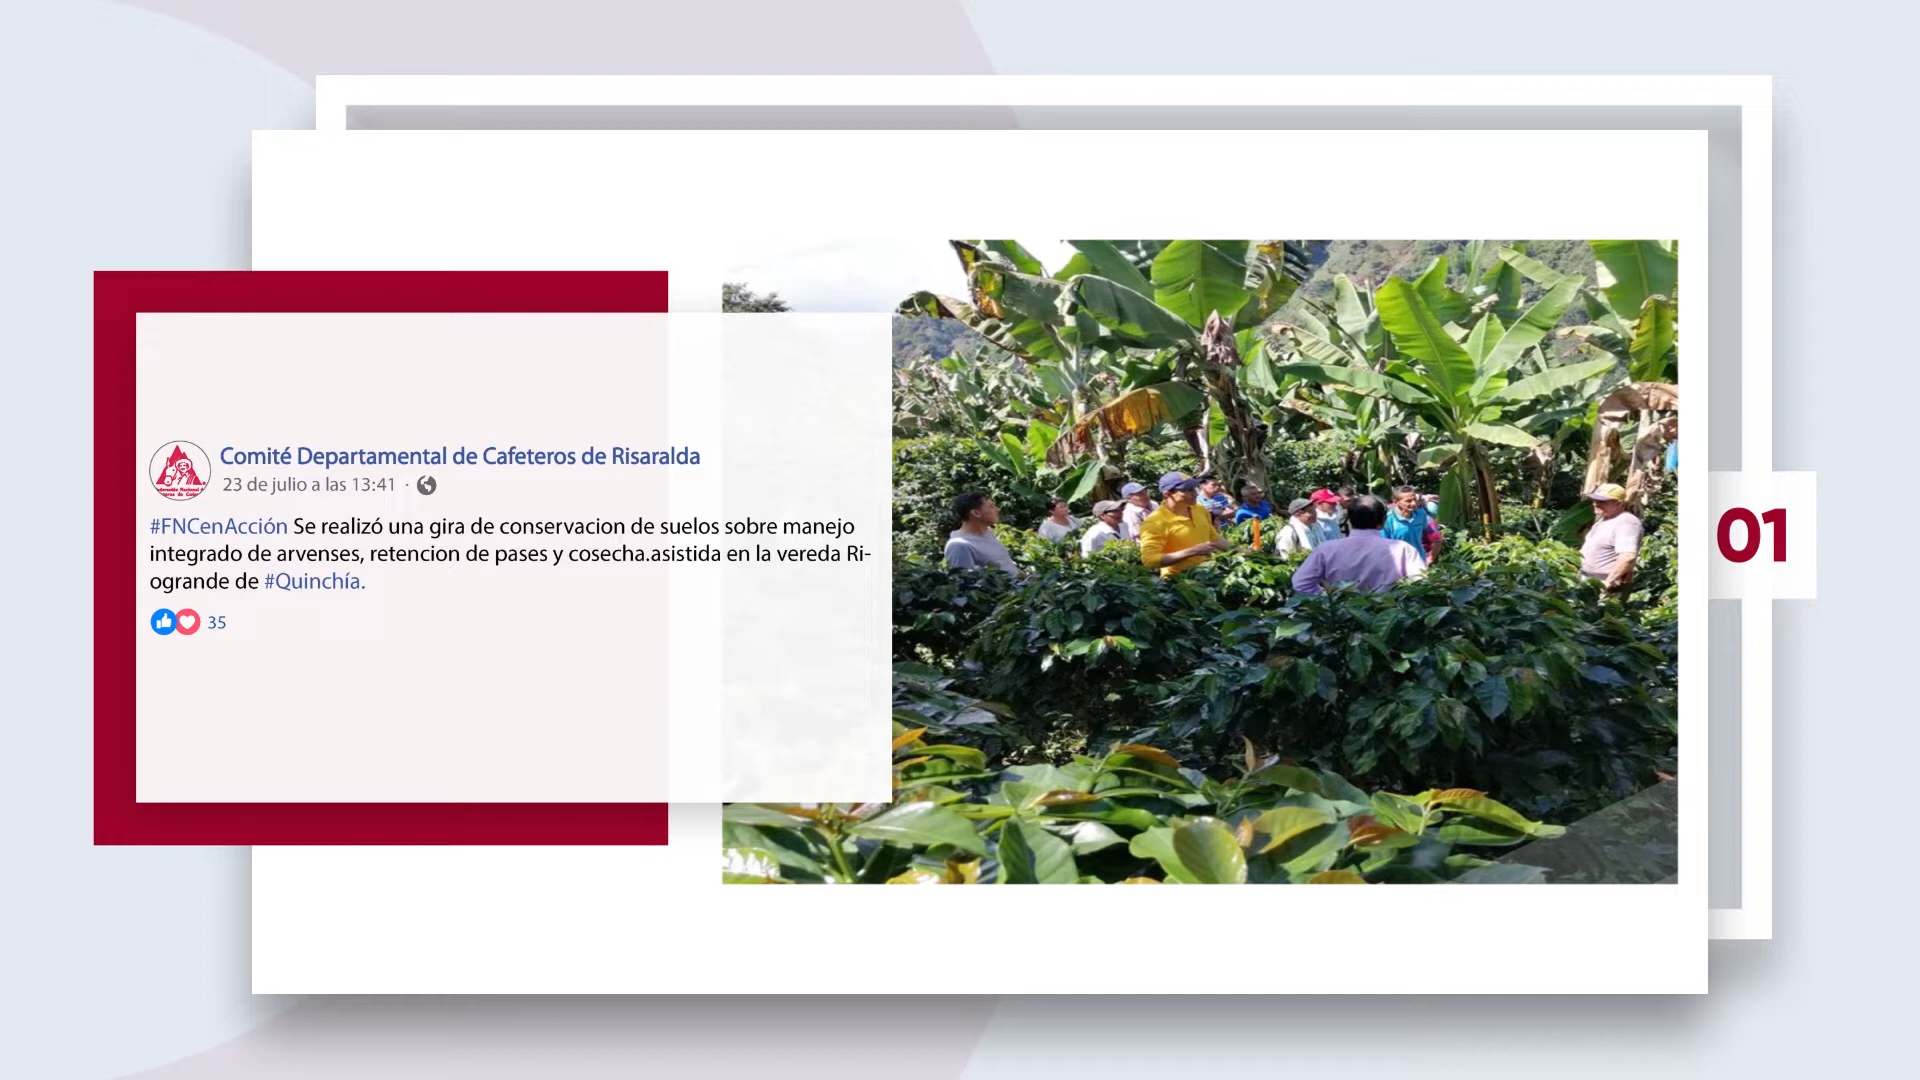 Comité Departamental de Cafeteros de Risaralda
23 de julio a las 13:41 ·
#FNCenAcción Se realizó una gira de conservacion de suelos sobre manejo
integrado de arvenses, retencion de pases y cosecha.asistida en la vereda Ri-
ogrande de #Quinchía.
35
01